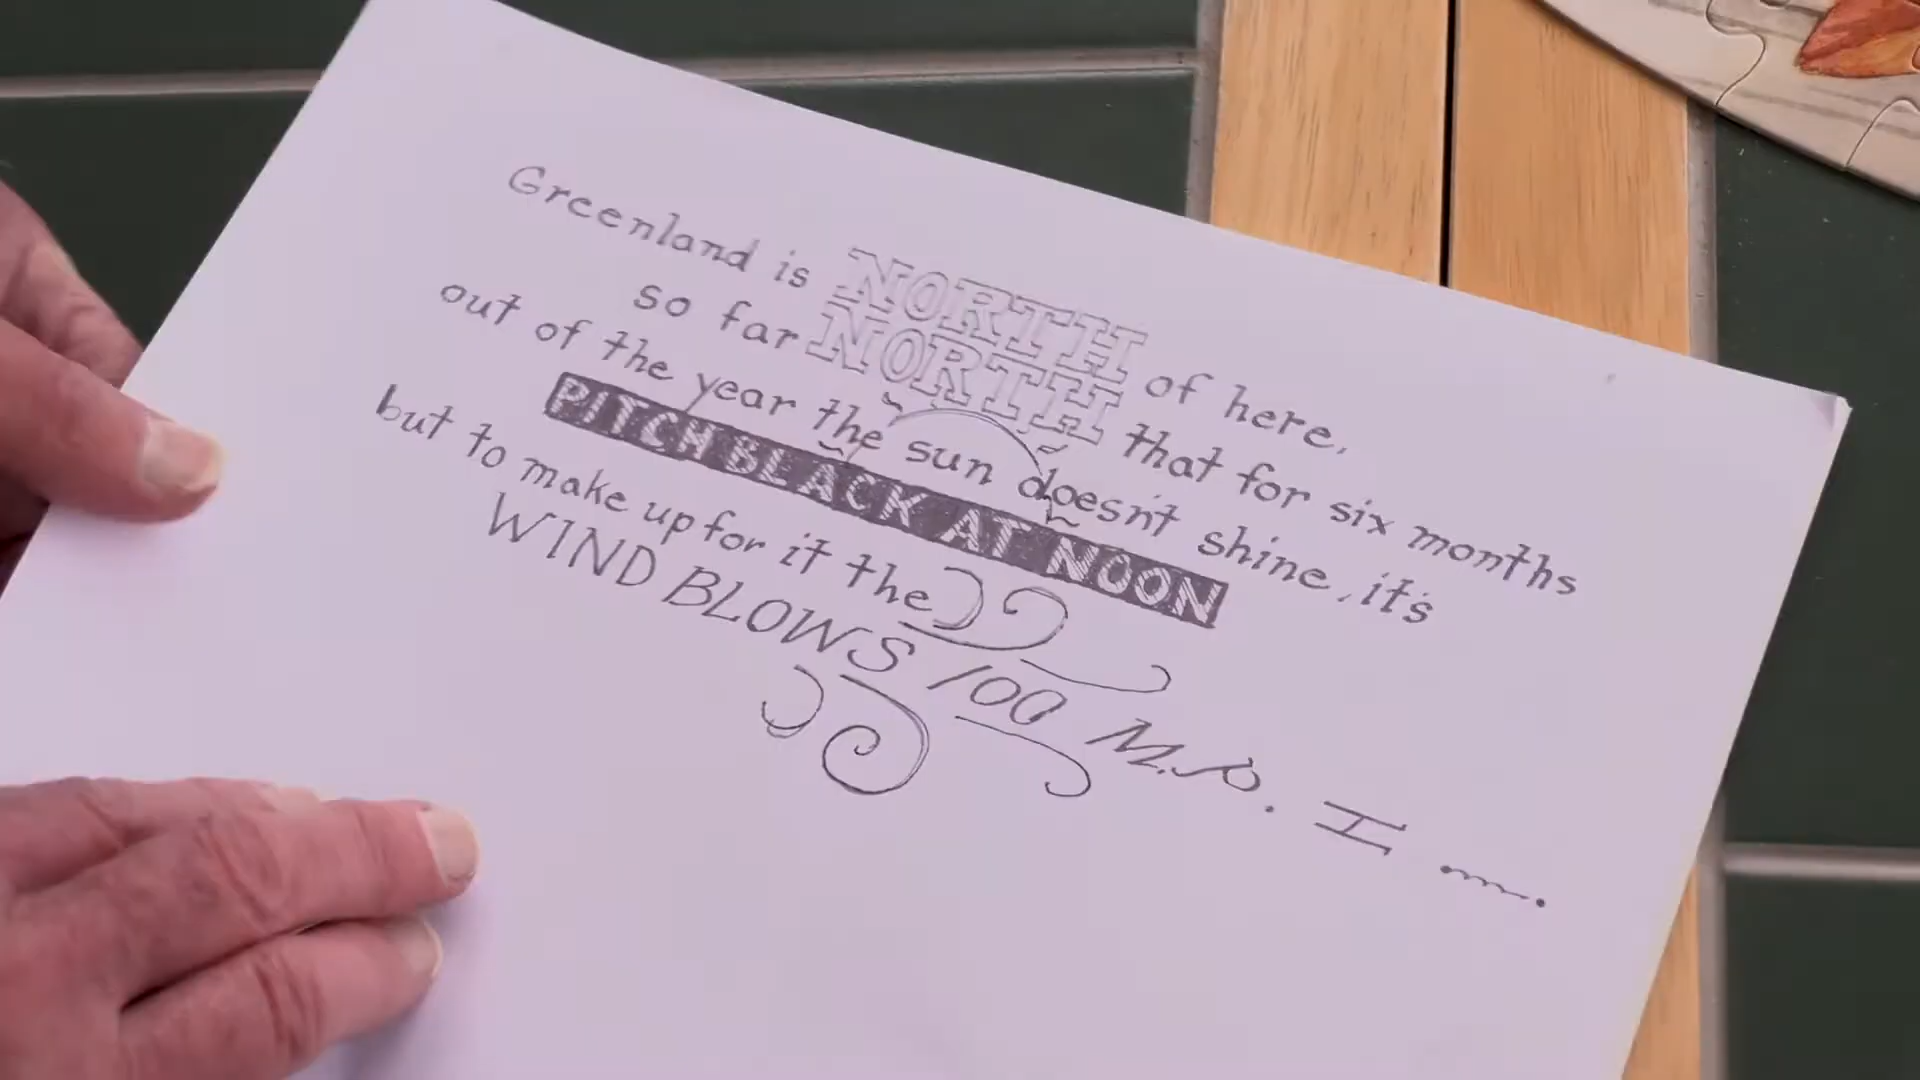 Greenland is NORTH of here,
so far NORTH that for six months
out of the year the sun doesn't shine, it's
PITCH BLACK AT NOON
but to make up for it the
WIND BLOWS 100 M.P. H